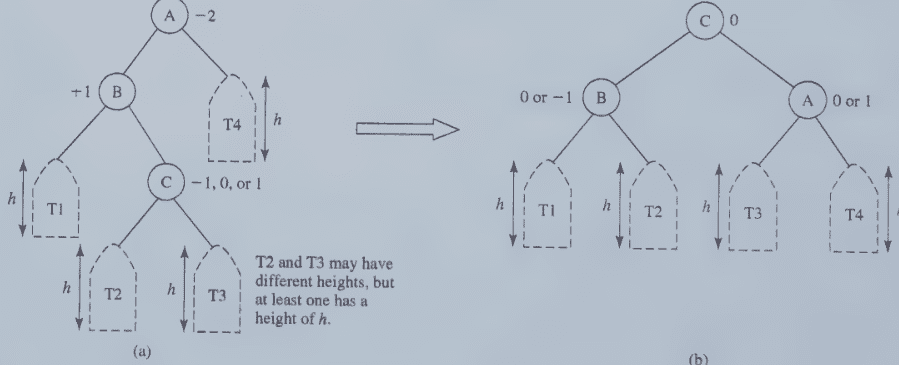 A −2
+1 B
T4 h
h T1
C −1, 0, or 1
h T2
h T3
T2 and T3 may have
different heights, but
at least one has a
height of h.
(a)
C 0
0 or −1 B
A 0 or 1
h T1
h T2
h T3
T4
(b)